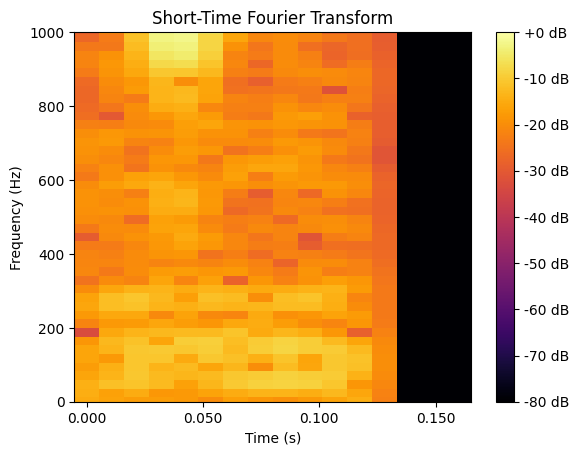 Short-Time Fourier Transform
1000
800
600
400
200
0
Frequency (Hz)
0.000
0.050
0.100
0.150
Time (s)
+0 dB
-10 dB
-20 dB
-30 dB
-40 dB
-50 dB
-60 dB
-70 dB
-80 dB